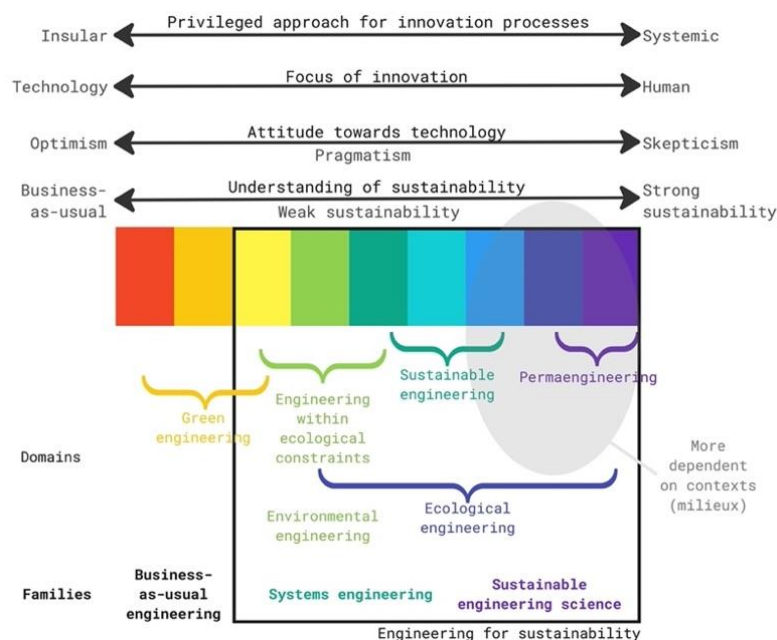 Privileged approach for innovation processes
Insular
Systemic
Focus of innovation
Technology
Human
Attitude towards technology
Optimism
Skepticism
Pragmatism
Understanding of sustainability
Business-
as-usual
Weak sustainability
Strong
sustainability
Sustainable
engineering
Permaengineering
Green
engineering
Engineering
within
ecological
constraints
Domains
More
dependent
on contexts
(milieux)
Environmental
engineering
Ecological
engineering
Families
Business-
as-usual
engineering
Systems engineering
Sustainable
engineering science
Engineering for sustainability